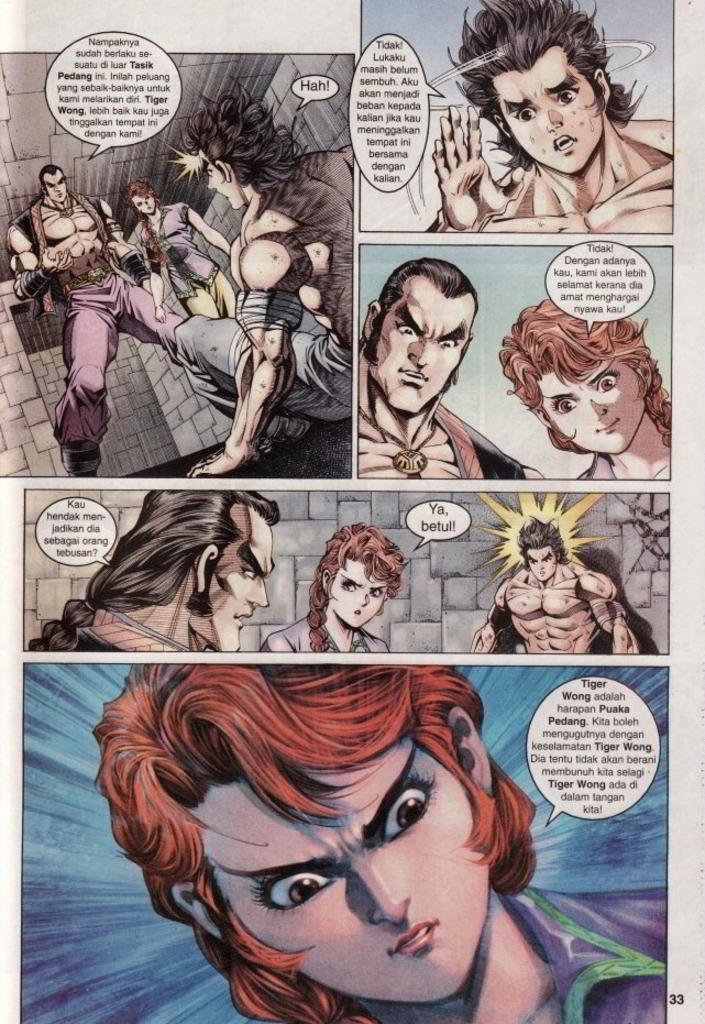 Nampaknya
sudah berlaku se-
suatu di luar Tasik
Pedang ini. Inilah peluang
yang sebaik-baiknya untuk
kami melarikan diri. Tiger
Wong, lebih baik kau juga
tinggalkan tempat ini
dengan kami!
Hah!
Tidak!
Lukaku
masih belum
sembuh. Aku
akan menjadi
beban kepada
kalian jika kau
meninggalkan
tempat ini
bersama
dengan
kalian.
Tidak!
Dengan adanya
kau, kami akan lebih
selamat kerana dia
amat menghargai
nyawa kau!
Kau
hendak men-
jadikan dia
sebagai orang
tebusan?
Ya,
betul!
Tiger
Wong adalah
harapan Puaka
Pedang. Kita boleh
mengugutnya dengan
keselamatan Tiger Wong.
Dia tentu tidak akan berani
membunuh kita selagi
Tiger Wong ada di
dalam tangan
kita!
33